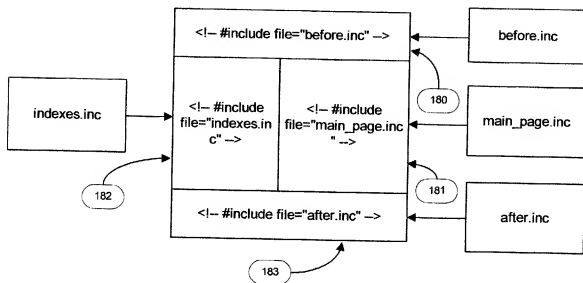 <!-- #include file="before.inc" -->
before.inc
180
indexes.inc
<!-- #include
file="indexes.in
c" -->
<!-- #include
file="main_page.inc
" -->
main_page.inc
182
181
<!-- #include file="after.inc" -->
after.inc
183